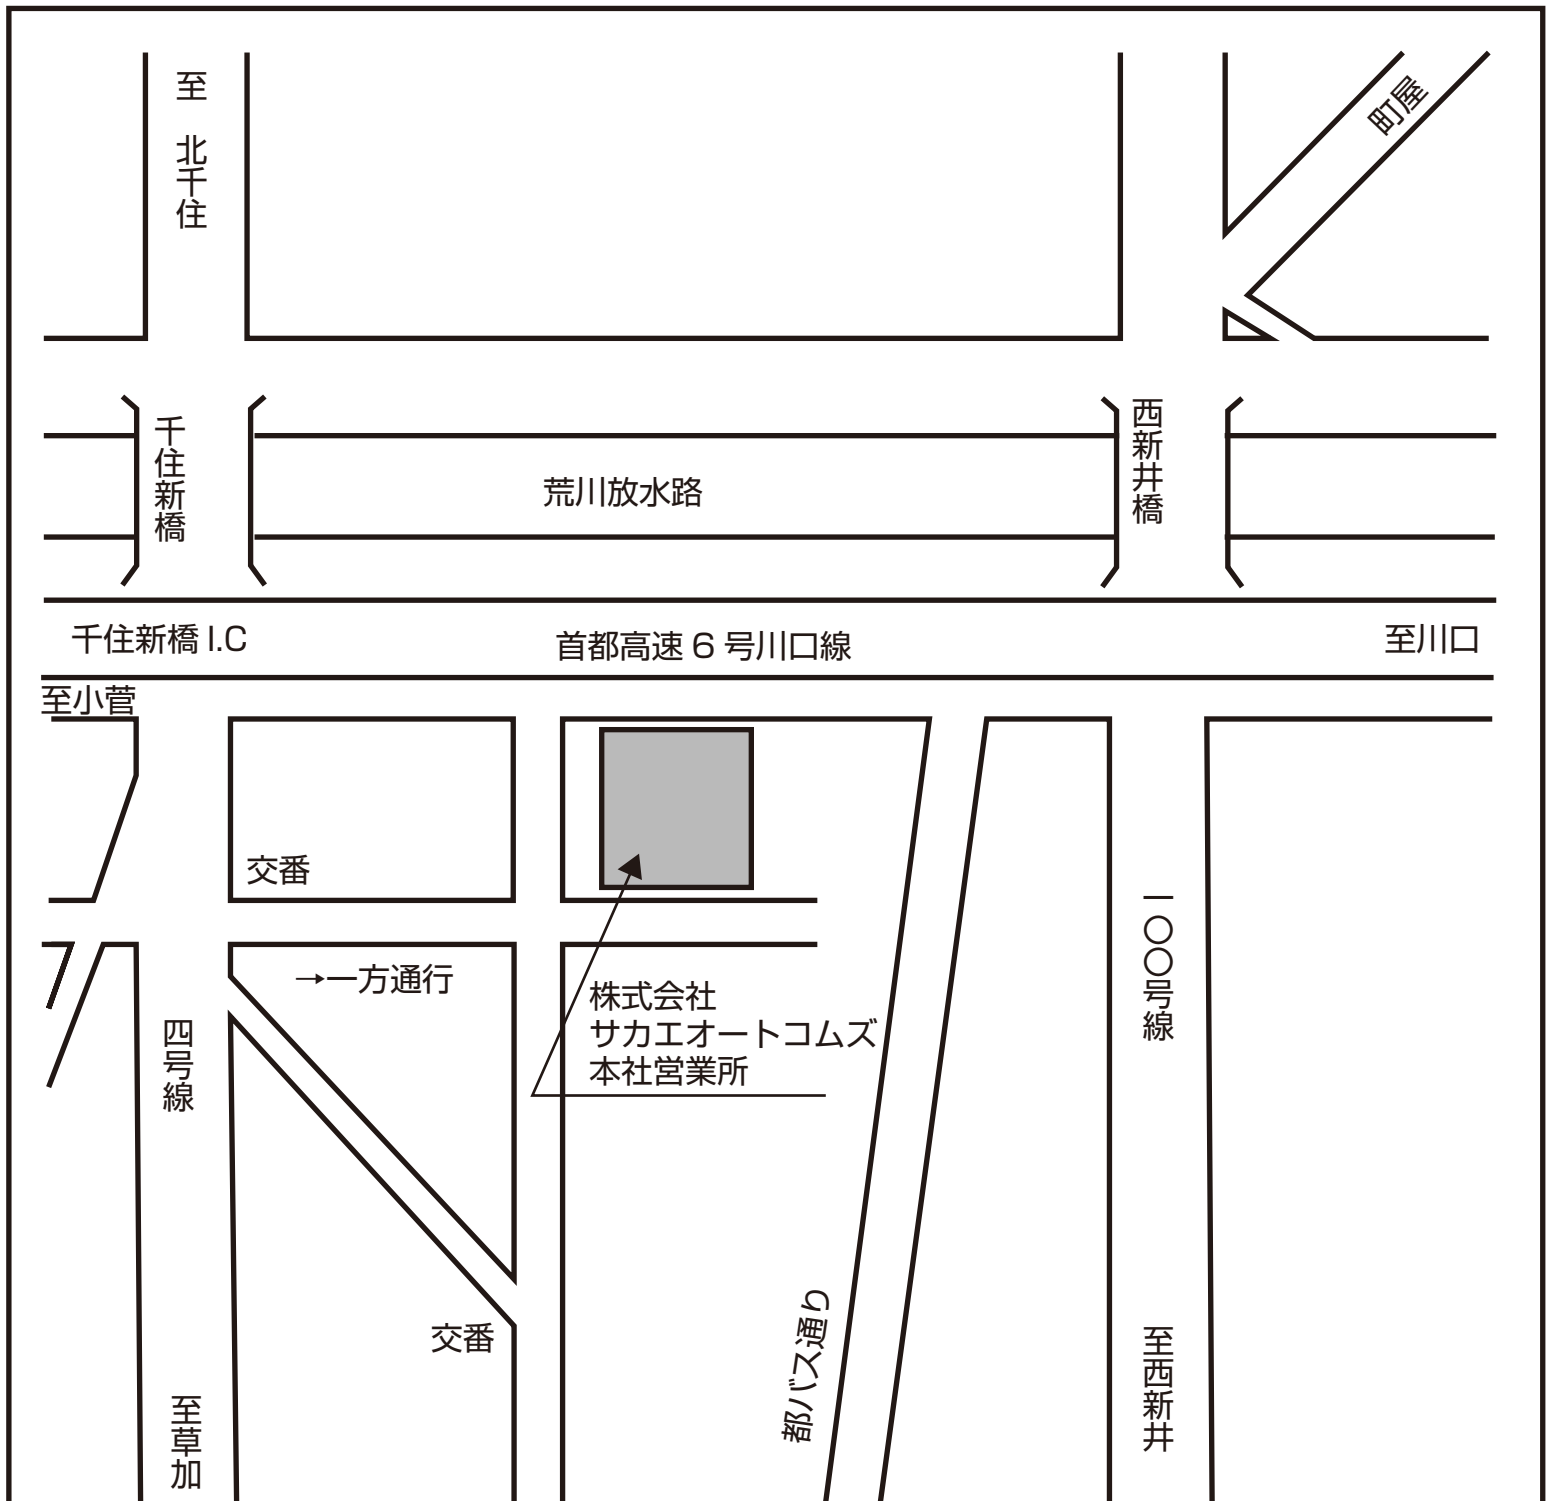 至　北千住
町屋
千住新橋
西新井橋
荒川放水路
千住新橋 I.C
首都高速 6 号川口線
至川口
至小菅
交番
→一方通行
株式会社
サカエオートコムズ
本社営業所
一〇〇号線
四号線
都バス通り
交番
至西新井
至草加